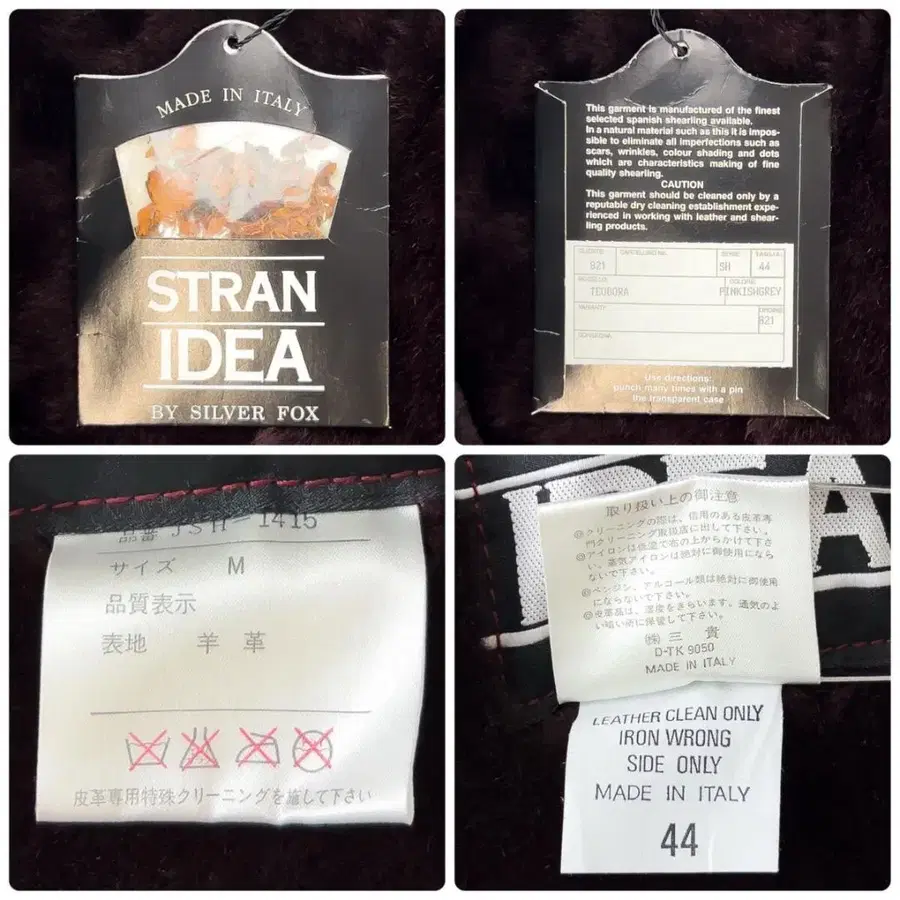 MADE IN ITALY
STRAN
IDEA
BY SILVER FOX
This garment is manufactured of the finest
selected spanish shearling available.
In a natural material such as this it is impos-
sible to eliminate all imperfections such as
scars, wrinkles, colour shading and dots
which are characteristics making of fine
quality shearling.
CAUTION
This garment should be cleaned only by a
reputable dry cleaning establishment expe-
rienced in working with leather and shear-
ling products.
821 SH 44
MODELLO COLORE
TEODORA PINKISHGREY
821
Use directions:
punch many times with a pin
the transparent case
品番 JSH-1415
サイズ M
品質表示
表地 羊革
皮革専用特殊クリーニングを施して下さい
IDEA
取り扱い上の御注意
◎クリーニングの際は、信用のある皮革専
門クリーニング取扱店に出して下さい。
◎アイロンは低温で布の上からかけて下さ
い、蒸気アイロンは絶対に御使用になら
ないで下さい。
◎ベンジン、アルコール類は絶対に御使用
にならないで下さい。
◎皮革品は、湿度をきらいます、通気のよ
い暗い所に保管して下さい。
㈱三貴
D-TK 9050
MADE IN ITALY
LEATHER CLEAN ONLY
IRON WRONG
SIDE ONLY
MADE IN ITALY
44